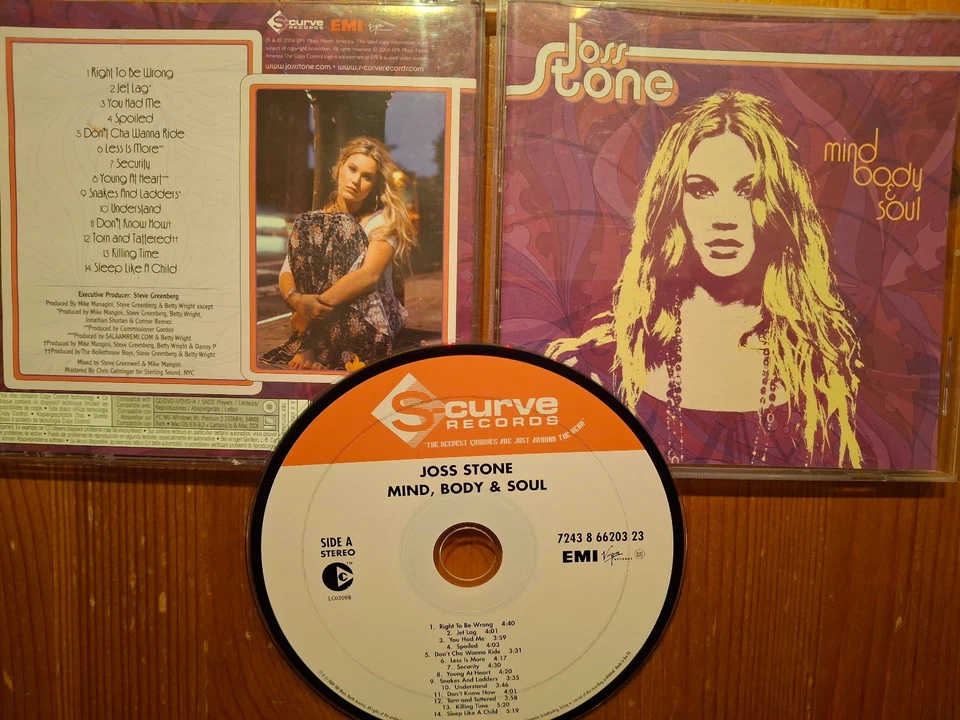 S-curve
RECORDS
EMI
Virgin
℗ & © 2004 EMI Music North America.
www.jossstone.com • www.s-curverecords.com
1 Right To Be Wrong
2 Jet Lag*
3 You Had Me
4 Spoiled
5 Don't Cha Wanna Ride
6 Less Is More**
7 Security
8 Young At Heart***
9 Snakes And Ladders*
10 Understand
11 Don't Know How†
12 Torn and Tattered††
13 Killing Time
14 Sleep Like A Child
Executive Producer: Steve Greenberg
Produced By Mike Mangini, Steve Greenberg & Betty Wright except
*Produced by Mike Mangini, Steve Greenberg, Betty Wright,
Jonathan Shorten & Connor Reeves
**Produced by Commissioner Gordon
***Produced by SALAAMREMI.COM & Betty Wright
†Produced by Mike Mangini, Steve Greenberg, Betty Wright & Danny P
††Produced by The Boilerhouse Boys, Steve Greenberg & Betty Wright
Mixed by Steve Greenwell & Mike Mangini
Mastered By Chris Gehringer for Sterling Sound, NYC
Joss
Stone
mind
body
&
soul
S-curve
RECORDS
"THE DEEPEST GROOVES ARE JUST AROUND THE BEND"
JOSS STONE
MIND, BODY & SOUL
SIDE A
STEREO
LC03098
7243 8 66203 23
EMI Virgin
1. Right To Be Wrong 4:40
2. Jet Lag 4:01
3. You Had Me 3:59
4. Spoiled 4:03
5. Don't Cha Wanna Ride 3:31
6. Less Is More 4:17
7. Security 4:30
8. Young At Heart 4:20
9. Snakes And Ladders 3:35
10. Understand 3:46
11. Don't Know How 4:01
12. Torn and Tattered 3:58
13. Killing Time 5:20
14. Sleep Like A Child 5:19